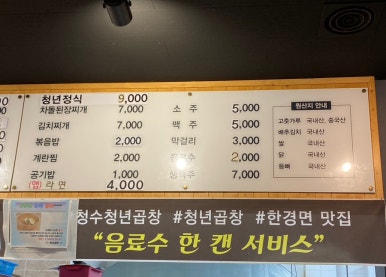 청년정식 9,000
차돌된장찌개 7,000
김치찌개 7,000
볶음밥 2,000
계란찜 2,000
공기밥 1,000
(맵)라면 4,000
소주 5,000
맥주 5,000
막걸리 3,000
2,000
7,000
원산지 안내
고춧가루 국내산, 중국산
배추김치 국내산
쌀 국내산
닭 국내산
돼뼈 국내산
청수청년곱창 #청년곱창 #한경면 맛집
"음료수 한 캔 서비스"